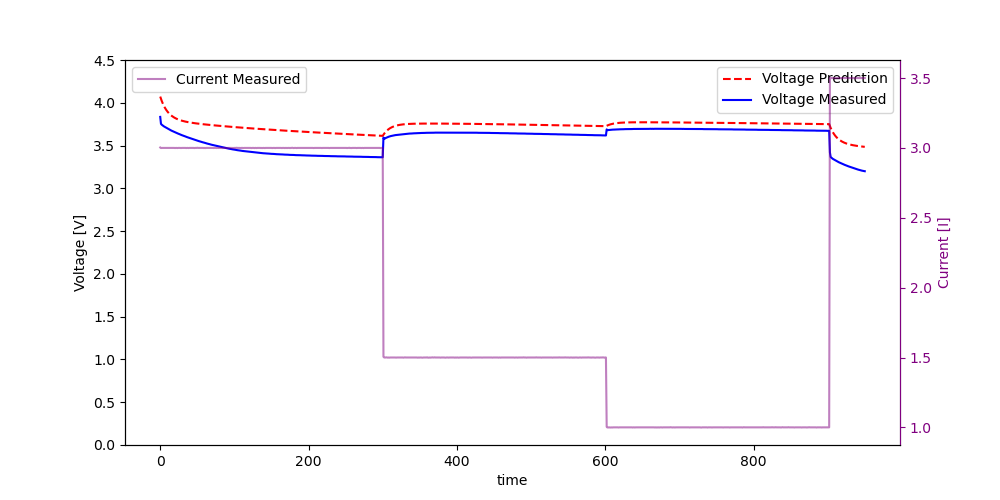 Current Measured
Voltage Prediction
Voltage Measured
4.5
4.0
3.5
3.0
2.5
2.0
1.5
1.0
0.5
0.0
Voltage [V]
3.5
3.0
2.5
2.0
1.5
1.0
Current [I]
0 200 400 600 800
time